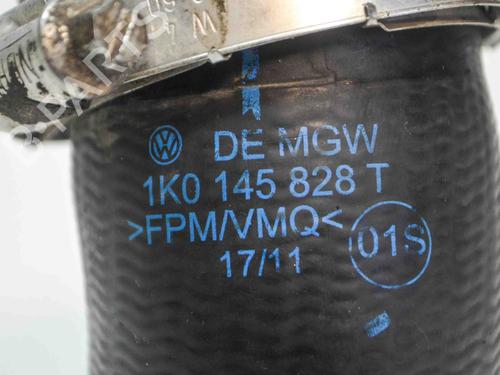 DE MGW
1K0 145 828 T
>FPM/VMQ<
01S
17/11